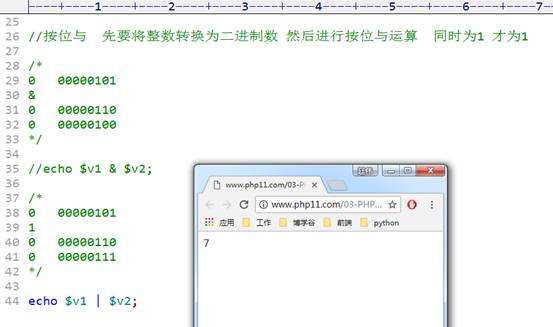 1 2 3 4 5 6 7
25
26 //按位与 先要将整数转换为二进制数 然后进行按位与运算 同时为1 才为1
27
28 /*
29 0 00000101
30 &
31 0 00000110
32 0 00000100
33 */
34
35 //echo $v1 & $v2;
36
37 /*
38 0 00000101
39 1
40 0 00000110
41 0 00000111
42 */
43
44 echo $v1 | $v2;
www.php11.com/03-PHP
www.php11.com/03-PHP...
应用 工作 博学谷 前端 python
7